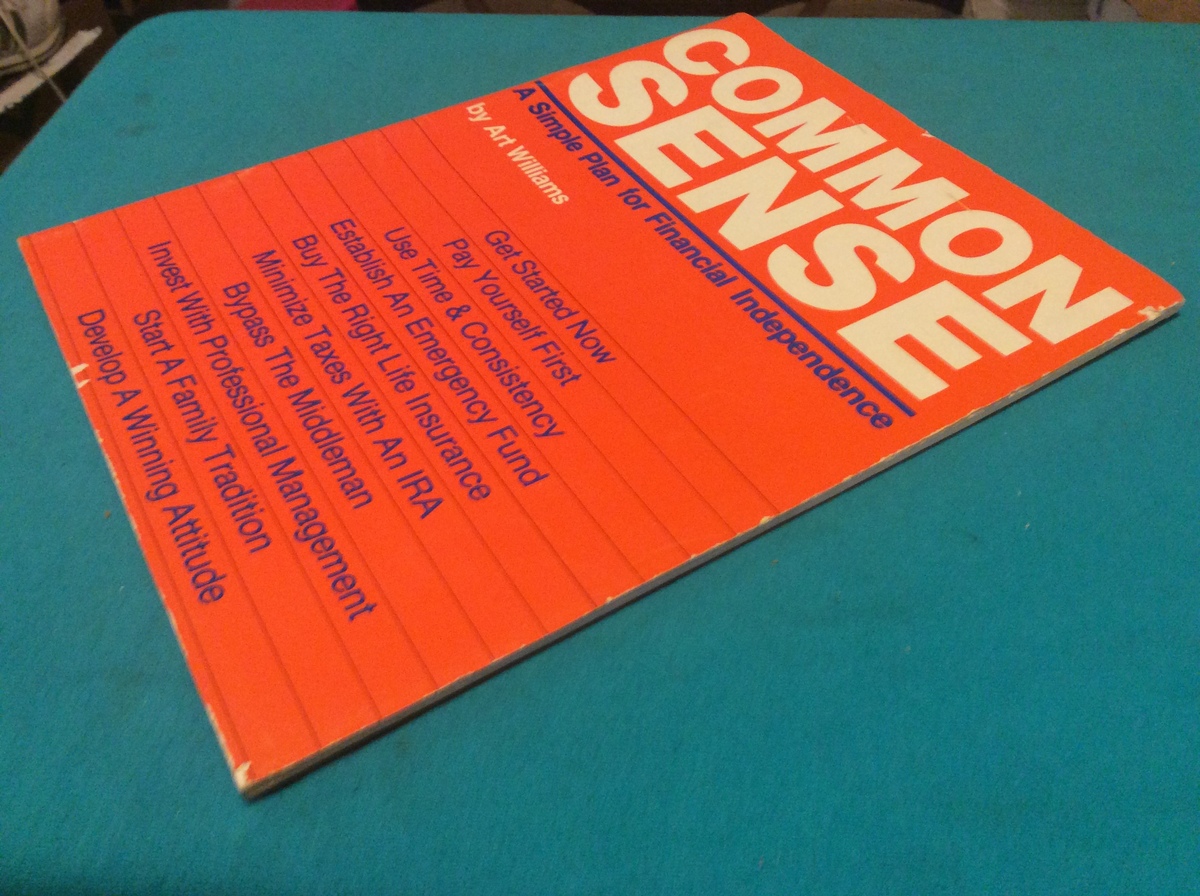 COMMON
SENSE
A Simple Plan for Financial Independence
by Art Williams
Get Started Now
Pay Yourself First
Use Time & Consistency
Establish An Emergency Fund
Buy The Right Life Insurance
Minimize Taxes With An IRA
Bypass The Middleman
Invest With Professional Management
Start A Family Tradition
Develop A Winning Attitude